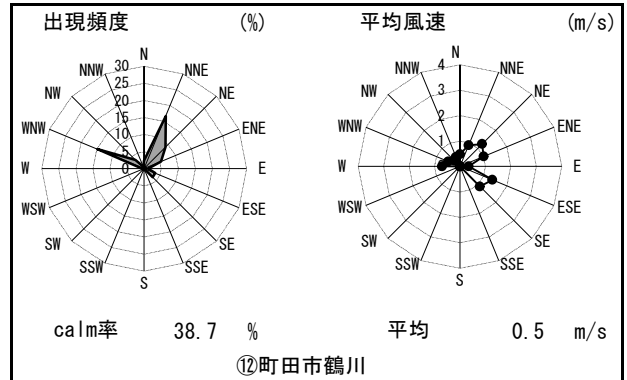 出現頻度 (%)
N
NNE
NE
ENE
E
ESE
SE
SSE
S
SSW
SW
WSW
W
WNW
NW
NNW
30
25
20
15
10
5
0
calm率 38.7 %
平均風速 (m/s)
N
NNE
NE
ENE
E
ESE
SE
SSE
S
SSW
SW
WSW
W
WNW
NW
NNW
4
3
2
1
0
平均 0.5 m/s
⑫町田市鶴川